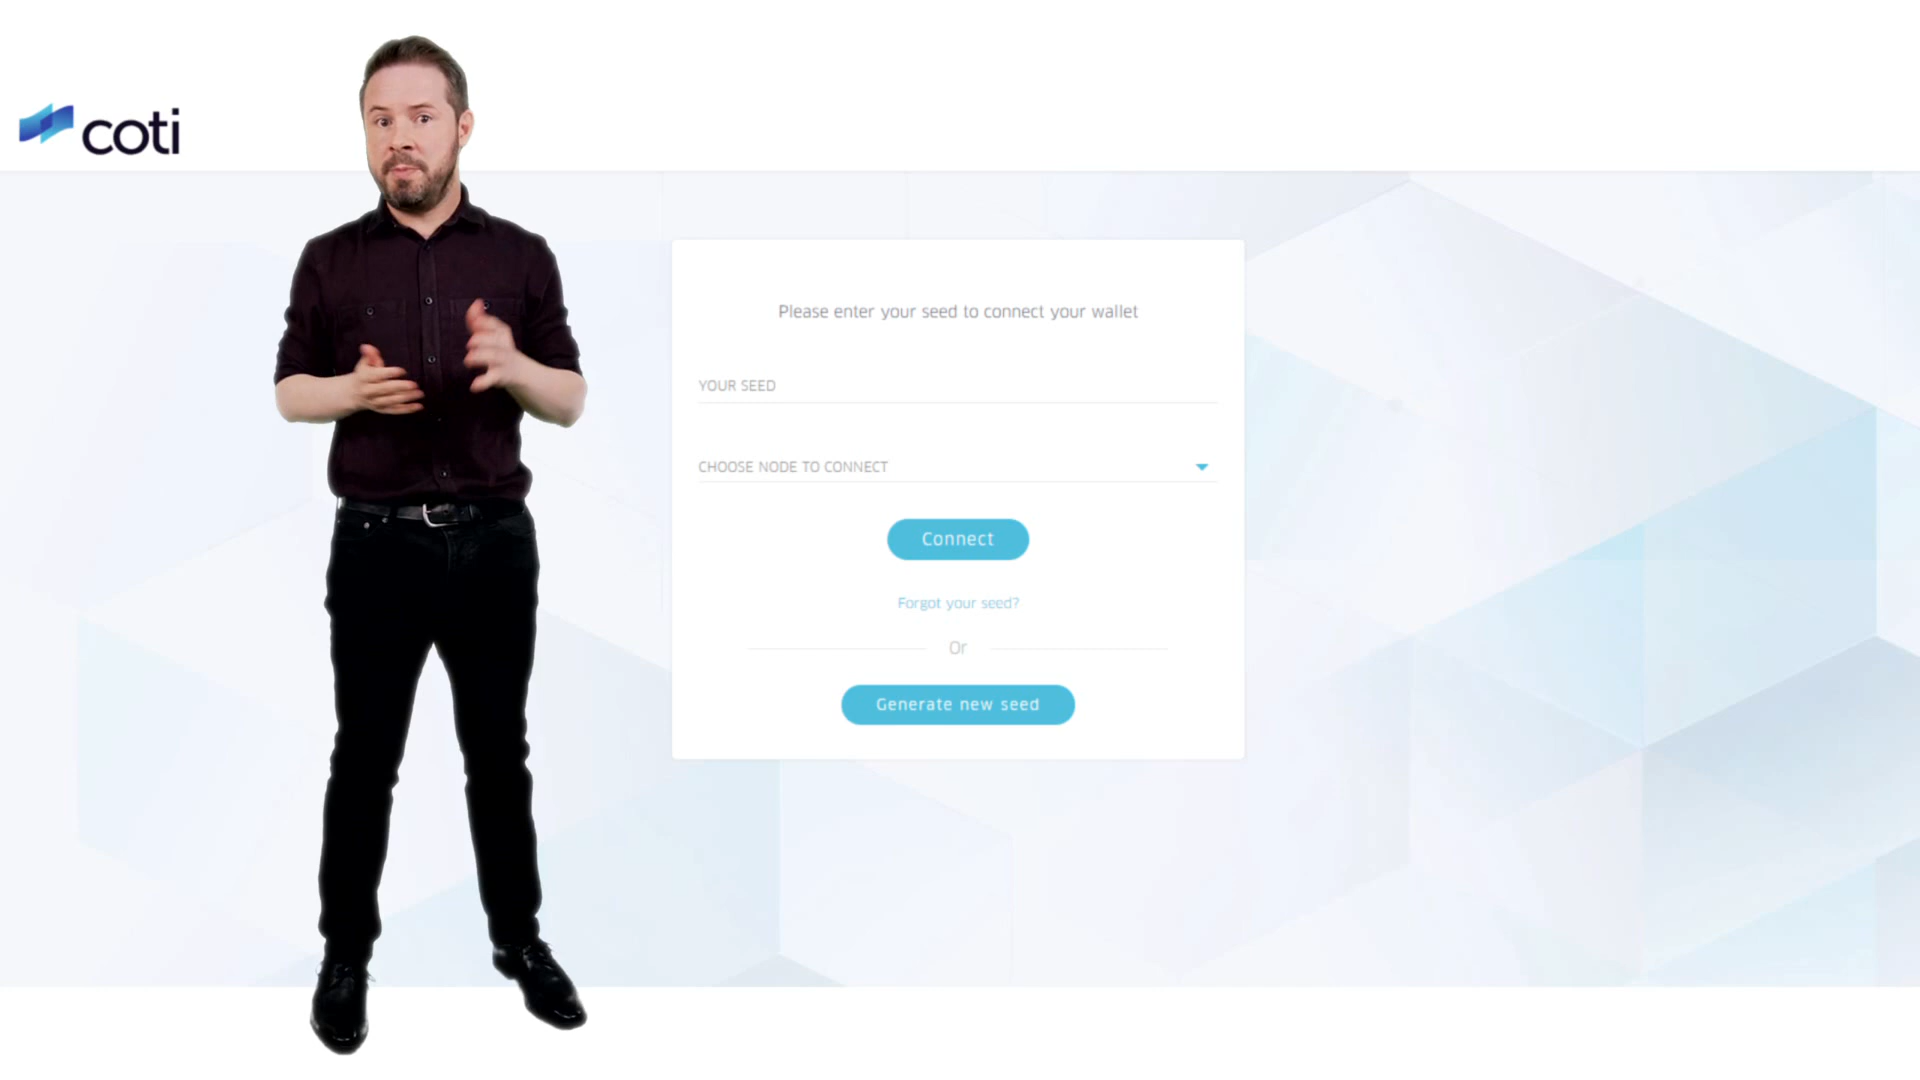 coti
Please enter your seed to connect your wallet
YOUR SEED
CHOOSE NODE TO CONNECT
Connect
Forgot your seed?
Or
Generate new seed